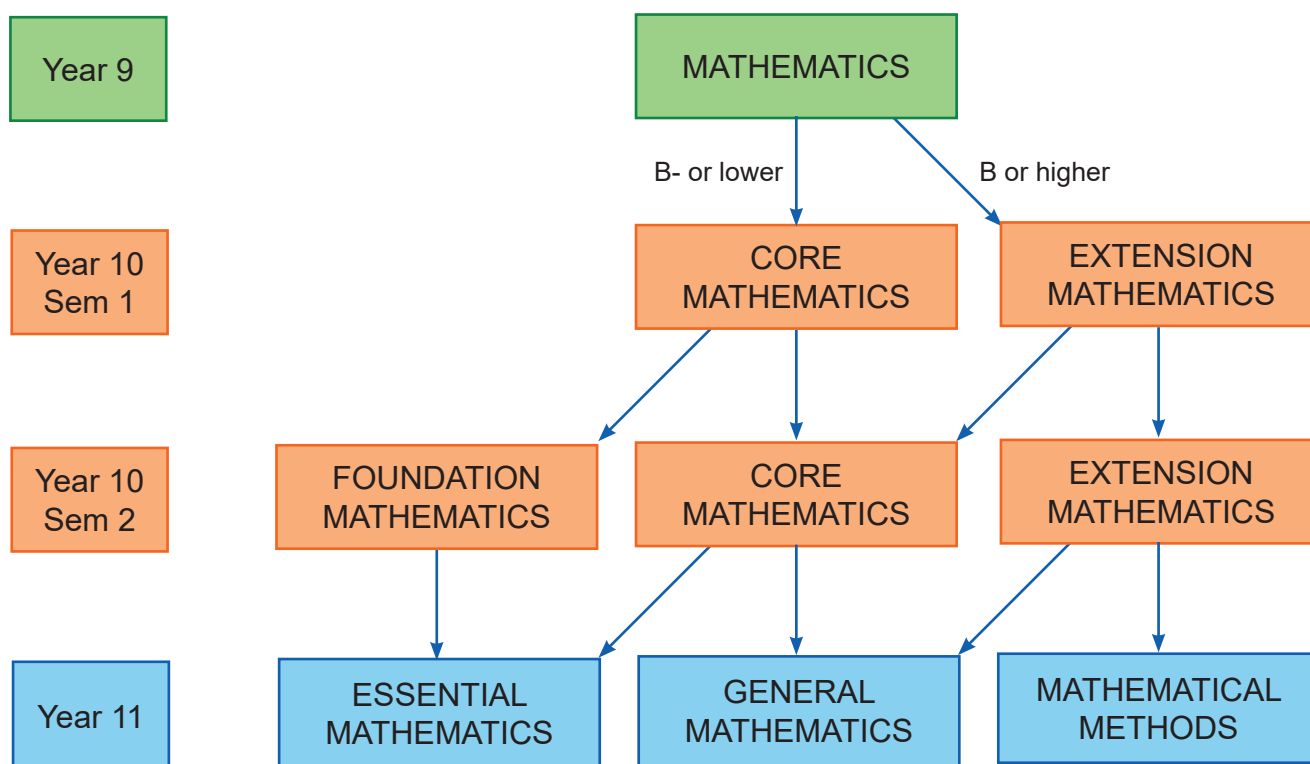 Year 9
MATHEMATICS
B- or lower
B or higher
Year 10
Sem 1
CORE
MATHEMATICS
EXTENSION
MATHEMATICS
Year 10
Sem 2
FOUNDATION
MATHEMATICS
CORE
MATHEMATICS
EXTENSION
MATHEMATICS
Year 11
ESSENTIAL
MATHEMATICS
GENERAL
MATHEMATICS
MATHEMATICAL
METHODS